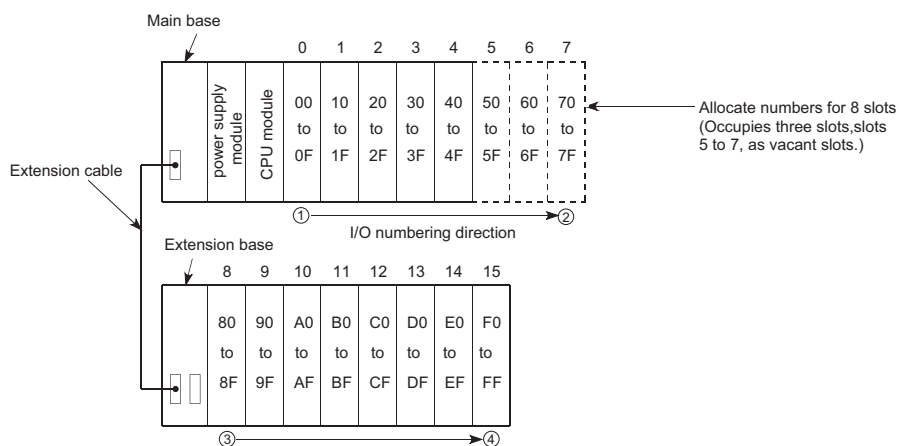 Main base
0 1 2 3 4 5 6 7
power supply
module
CPU module
00 10 20 30 40 50 60 70
to to to to to to to to
0F 1F 2F 3F 4F 5F 6F 7F
Allocate numbers for 8 slots
(Occupies three slots,slots
5 to 7, as vacant slots.)
Extension cable
① ②
I/O numbering direction
Extension base
8 9 10 11 12 13 14 15
80 90 A0 B0 C0 D0 E0 F0
to to to to to to to to
8F 9F AF BF CF DF EF FF
③ ④